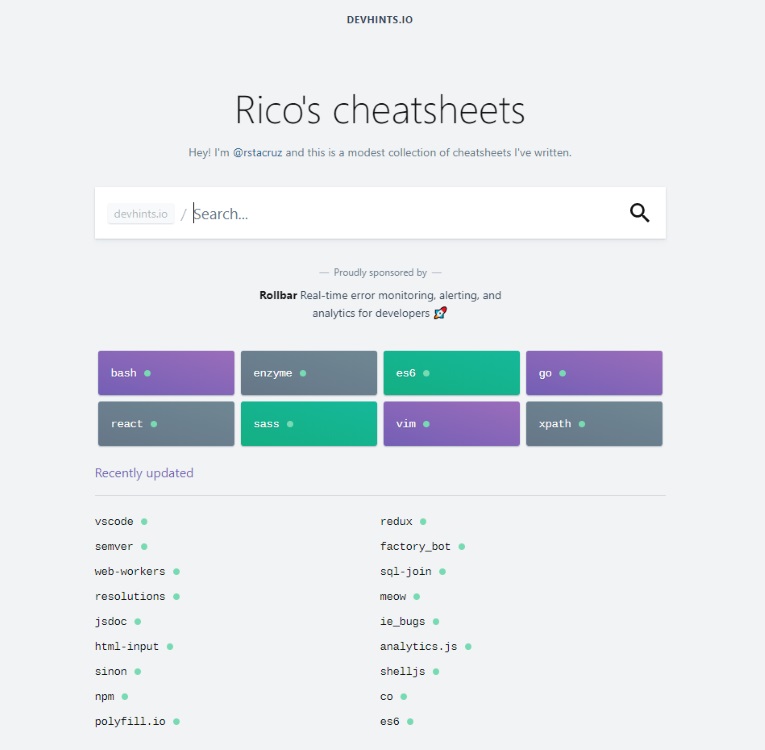 DEVHINTS.IO
Rico's cheatsheets
Hey! I'm @rstacruz and this is a modest collection of cheatsheets I've written.
devhints.io / Search...
— Proudly sponsored by —
Rollbar Real-time error monitoring, alerting, and
analytics for developers 🚀
bash enzyme es6 go
react sass vim xpath
Recently updated
vscode redux
semver factory_bot
web-workers sql-join
resolutions meow
jsdoc ie_bugs
html-input analytics.js
sinon shelljs
npm co
polyfill.io es6